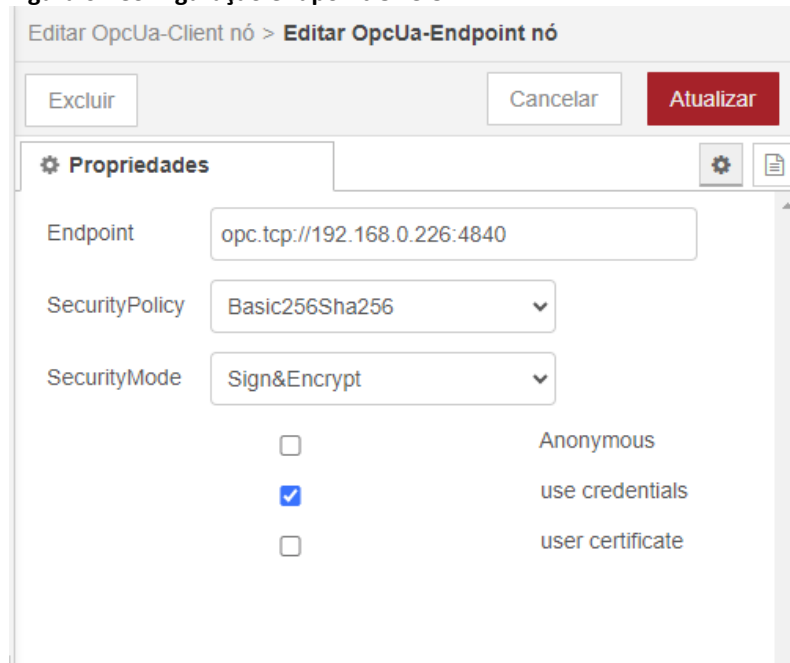 Editar OpcUa-Client nó > Editar OpcUa-Endpoint nó
Excluir Cancelar Atualizar
Propriedades
Endpoint opc.tcp://192.168.0.226:4840
SecurityPolicy Basic256Sha256
SecurityMode Sign&Encrypt
Anonymous
use credentials
user certificate